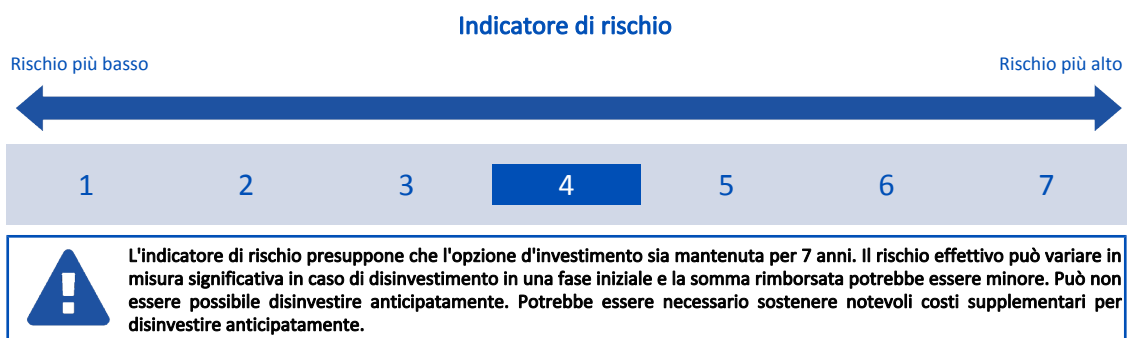 Indicatore di rischio
Rischio più basso
Rischio più alto
1 2 3 4 5 6 7
L'indicatore di rischio presuppone che l'opzione d'investimento sia mantenuta per 7 anni. Il rischio effettivo può variare in
misura significativa in caso di disinvestimento in una fase iniziale e la somma rimborsata potrebbe essere minore. Può non
essere possibile disinvestire anticipatamente. Potrebbe essere necessario sostenere notevoli costi supplementari per
disinvestire anticipatamente.